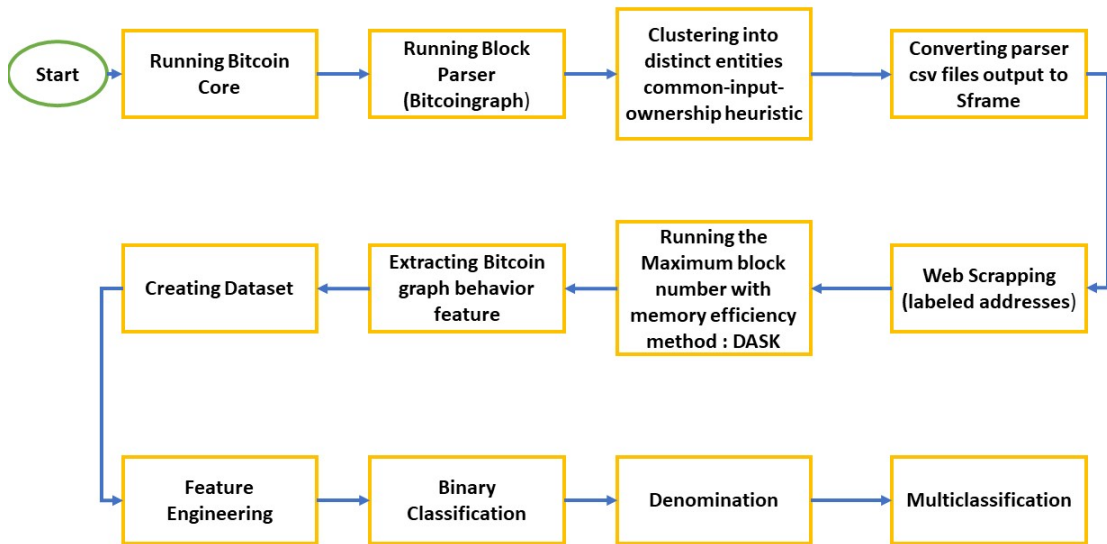 Start
Running Bitcoin
Core
Running Block
Parser
(Bitcoingraph)
Clustering into
distinct entities
common-input-
ownership heuristic
Converting parser
csv files output to
Sframe
Web Scrapping
(labeled addresses)
Running the
Maximum block
number with
memory efficiency
method : DASK
Extracting Bitcoin
graph behavior
feature
Creating Dataset
Feature
Engineering
Binary
Classification
Denomination
Multiclassification